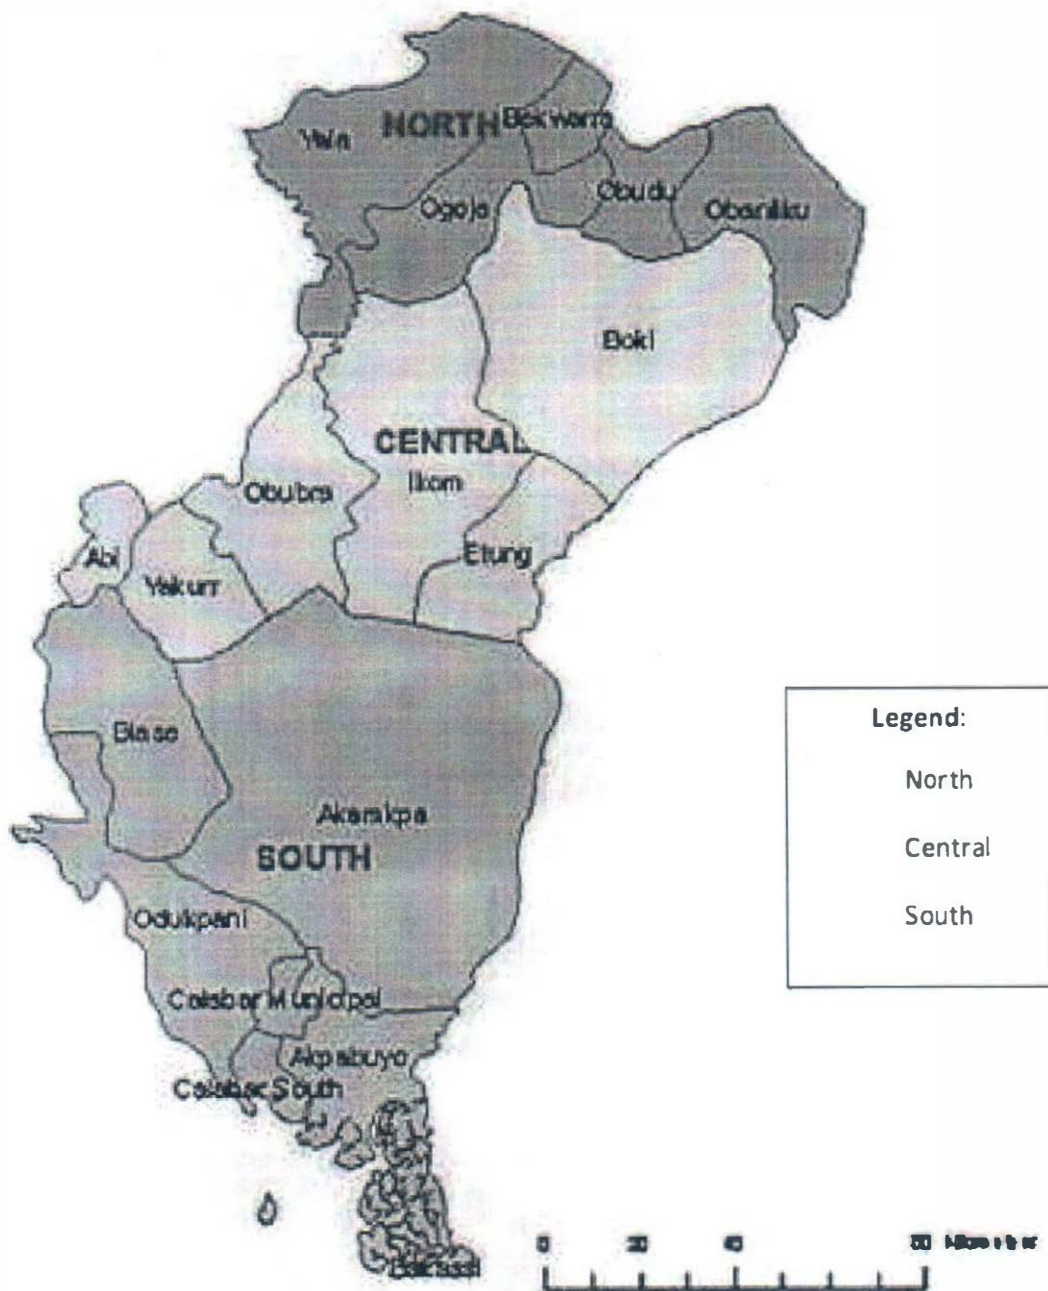 Yala
NORTH
Bekwarra
Ogoja
Obudu
Obanliku
Boki
CENTRAL
Ikom
Obubra
Abi
Yakurr
Etung
Biase
Akamkpa
SOUTH
Odukpani
Calabar Municipal
Akpabuyo
Calabar South
Bakassi
Legend:
North
Central
South
0 20 40